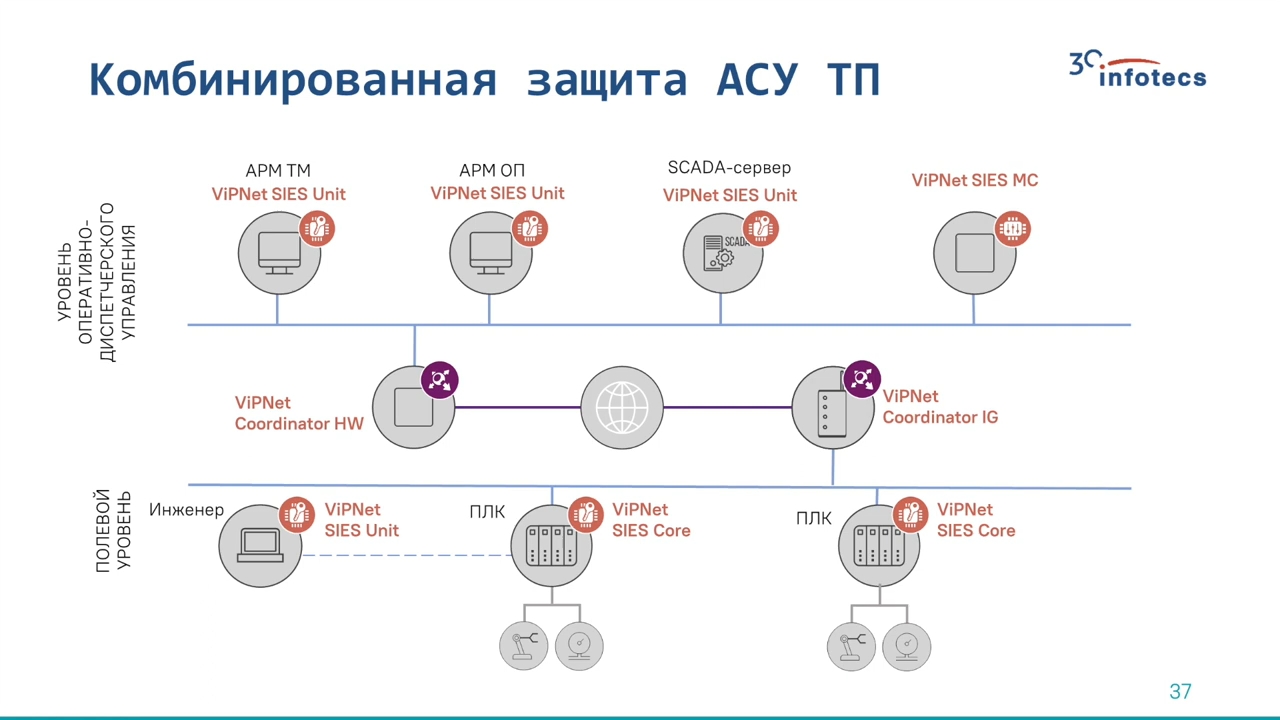 Комбинированная защита АСУ ТП
30 infotecs
АРМ ТМ
ViPNet SIES Unit
АРМ ОП
ViPNet SIES Unit
SCADA-сервер
ViPNet SIES Unit
ViPNet SIES MC
SCADA
УРОВЕНЬ
ОПЕРАТИВНО-
ДИСПЕТЧЕРСКОГО
УПРАВЛЕНИЯ
ViPNet
Coordinator HW
ViPNet
Coordinator IG
ПОЛЕВОЙ
УРОВЕНЬ
Инженер
ViPNet
SIES Unit
ПЛК
ViPNet
SIES Core
ПЛК
ViPNet
SIES Core
37